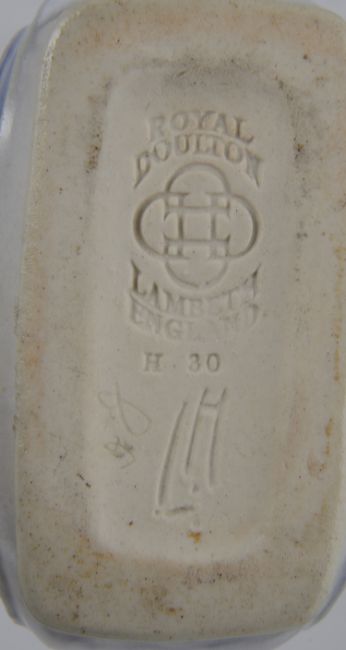 ROYAL
DOULTON
LAMBETH
ENGLAND
H 30